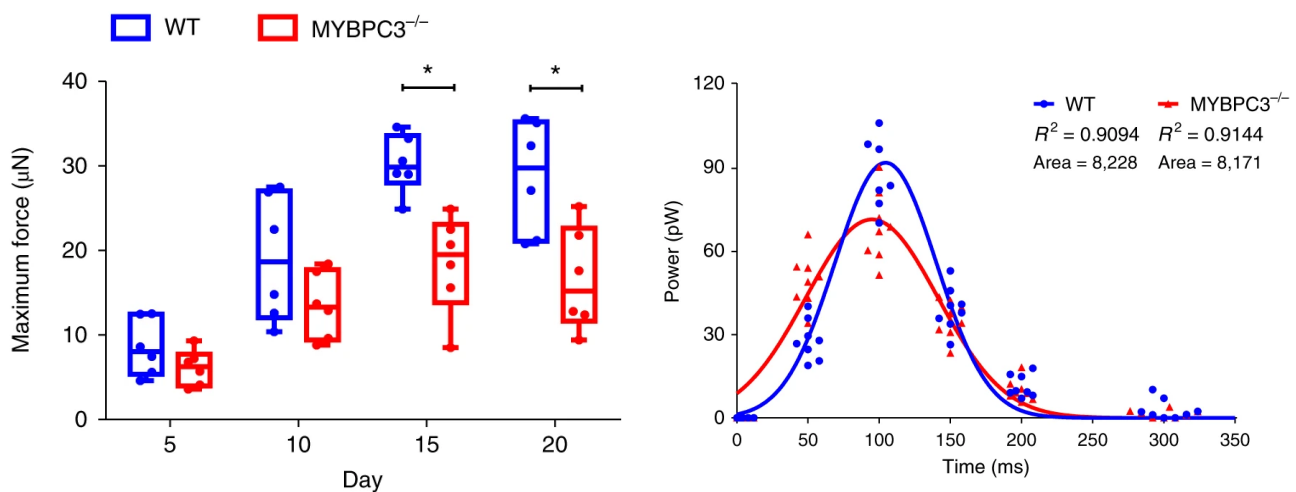 WT MYBPC3–/–
Maximum force (μN)
40
30
20
10
0
* *
5 10 15 20
Day
Power (pW)
120
90
60
30
0
WT MYBPC3–/–
R² = 0.9094 R² = 0.9144
Area = 8,228 Area = 8,171
0 50 100 150 200 250 300 350
Time (ms)